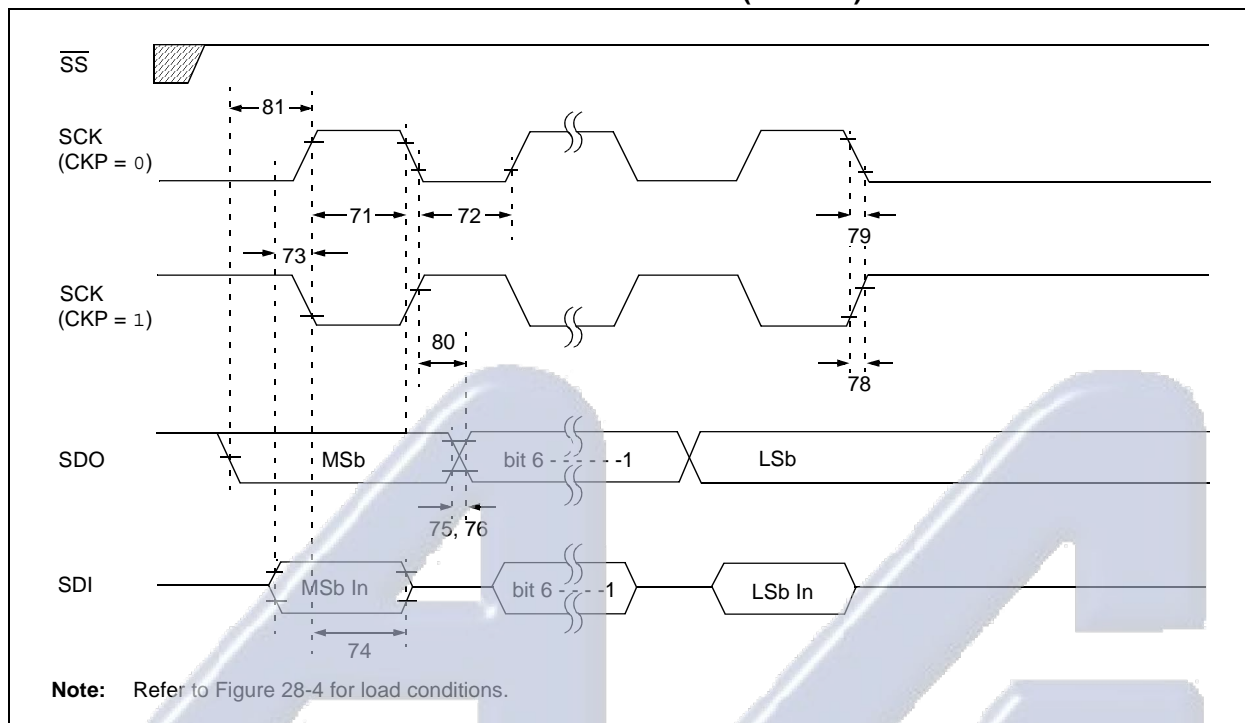 SS
81
SCK
(CKP = 0)
71
72
79
73
SCK
(CKP = 1)
80
78
SDO
MSb
bit 6 - - - - - - -1
LSb
75, 76
SDI
MSb In
bit 6 - - - - -1
LSb In
74
Note: Refer to Figure 28-4 for load conditions.